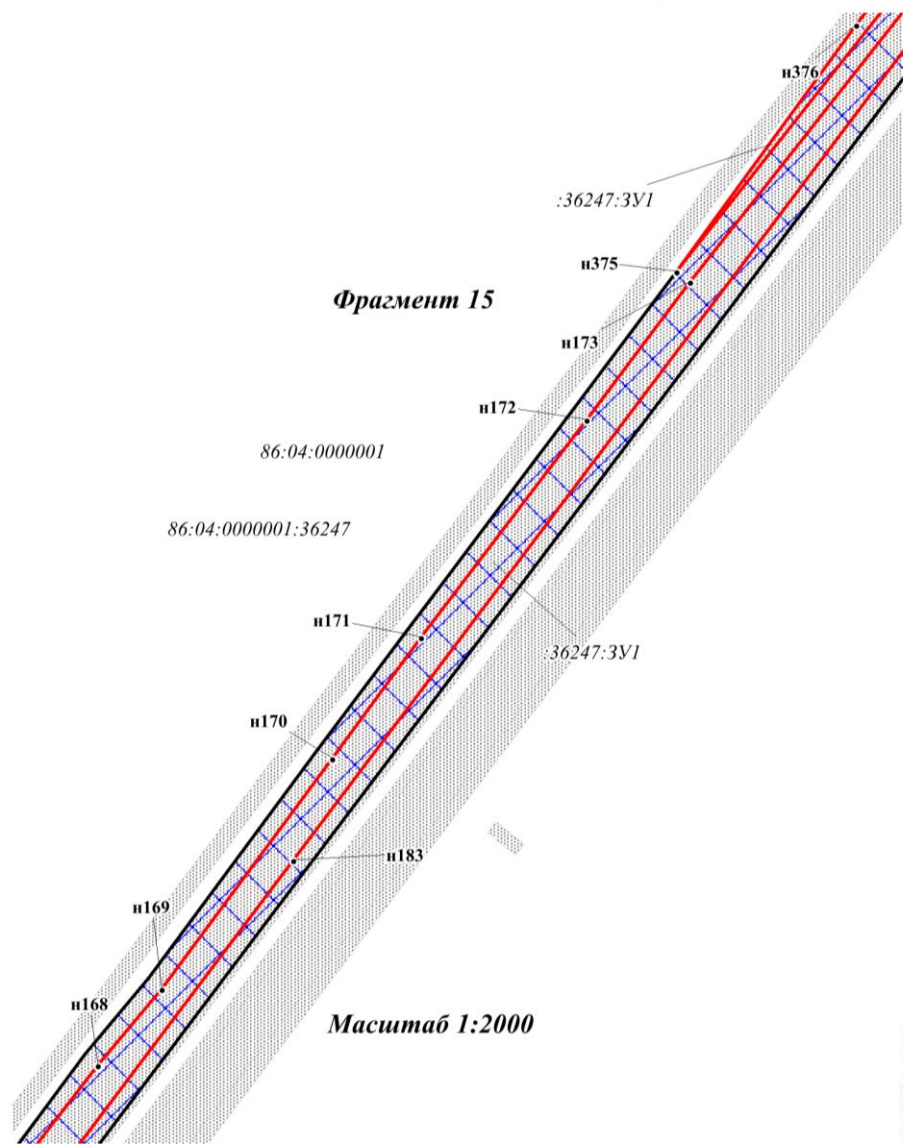 н376
:36247:ЗУ1
н375
Фрагмент 15
н173
н172
86:04:0000001
86:04:0000001:36247
н171
:36247:ЗУ1
н170
н183
н169
н168
Масштаб 1:2000